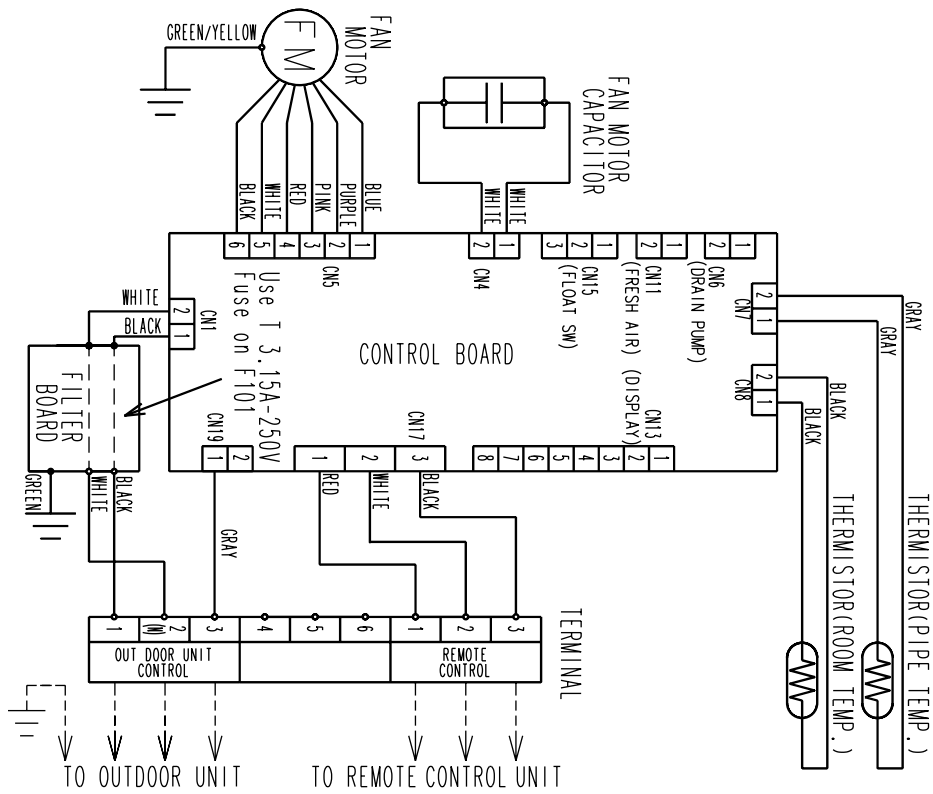 GREEN/YELLOW
FM
FAN
MOTOR
FAN MOTOR
CAPACITOR
BLACK
WHITE
RED
PINK
PURPLE
BLUE
WHITE
WHITE
6 5 4 3 2 1
CN5
2 1
CN4
3 2 1
CN15
(FLOAT SW)
2 1
CN11
(FRESH AIR)
2 1
CN6
(DRAIN PUMP)
2 1
CN7
GRAY
GRAY
2 1
CN8
BLACK
BLACK
WHITE
BLACK
2 1
CN1
Use T 3.15A-250V
Fuse on F101
CONTROL BOARD
FILTER
BOARD
CN19
1 2
CN17
1 2 3
(DISPLAY)
CN13
8 7 6 5 4 3 2 1
GREEN
WHITE
BLACK
GRAY
RED
WHITE
BLACK
THERMISTOR(ROOM TEMP.)
THERMISTOR(PIPE TEMP.)
TERMINAL
1 2(N) 3 4 5 6 1 2 3
OUT DOOR UNIT
CONTROL
REMOTE
CONTROL
TO OUTDOOR UNIT
TO REMOTE CONTROL UNIT